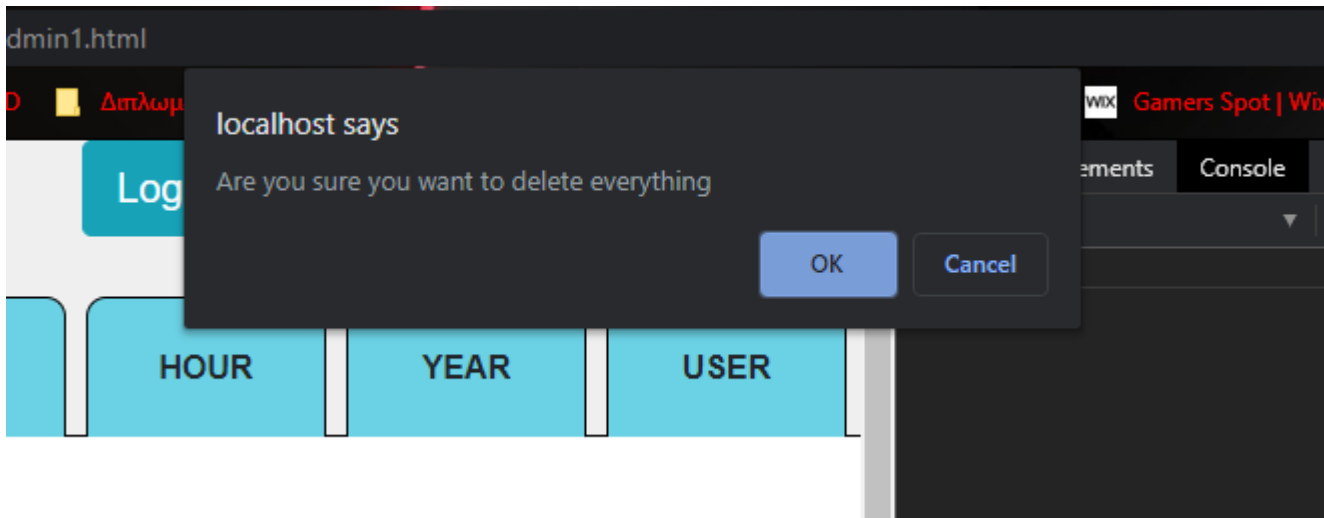 dmin1.html
D Διπλωμ WIX Gamers Spot | Wix
localhost says
Are you sure you want to delete everything
OK Cancel
Log
ements Console
HOUR YEAR USER